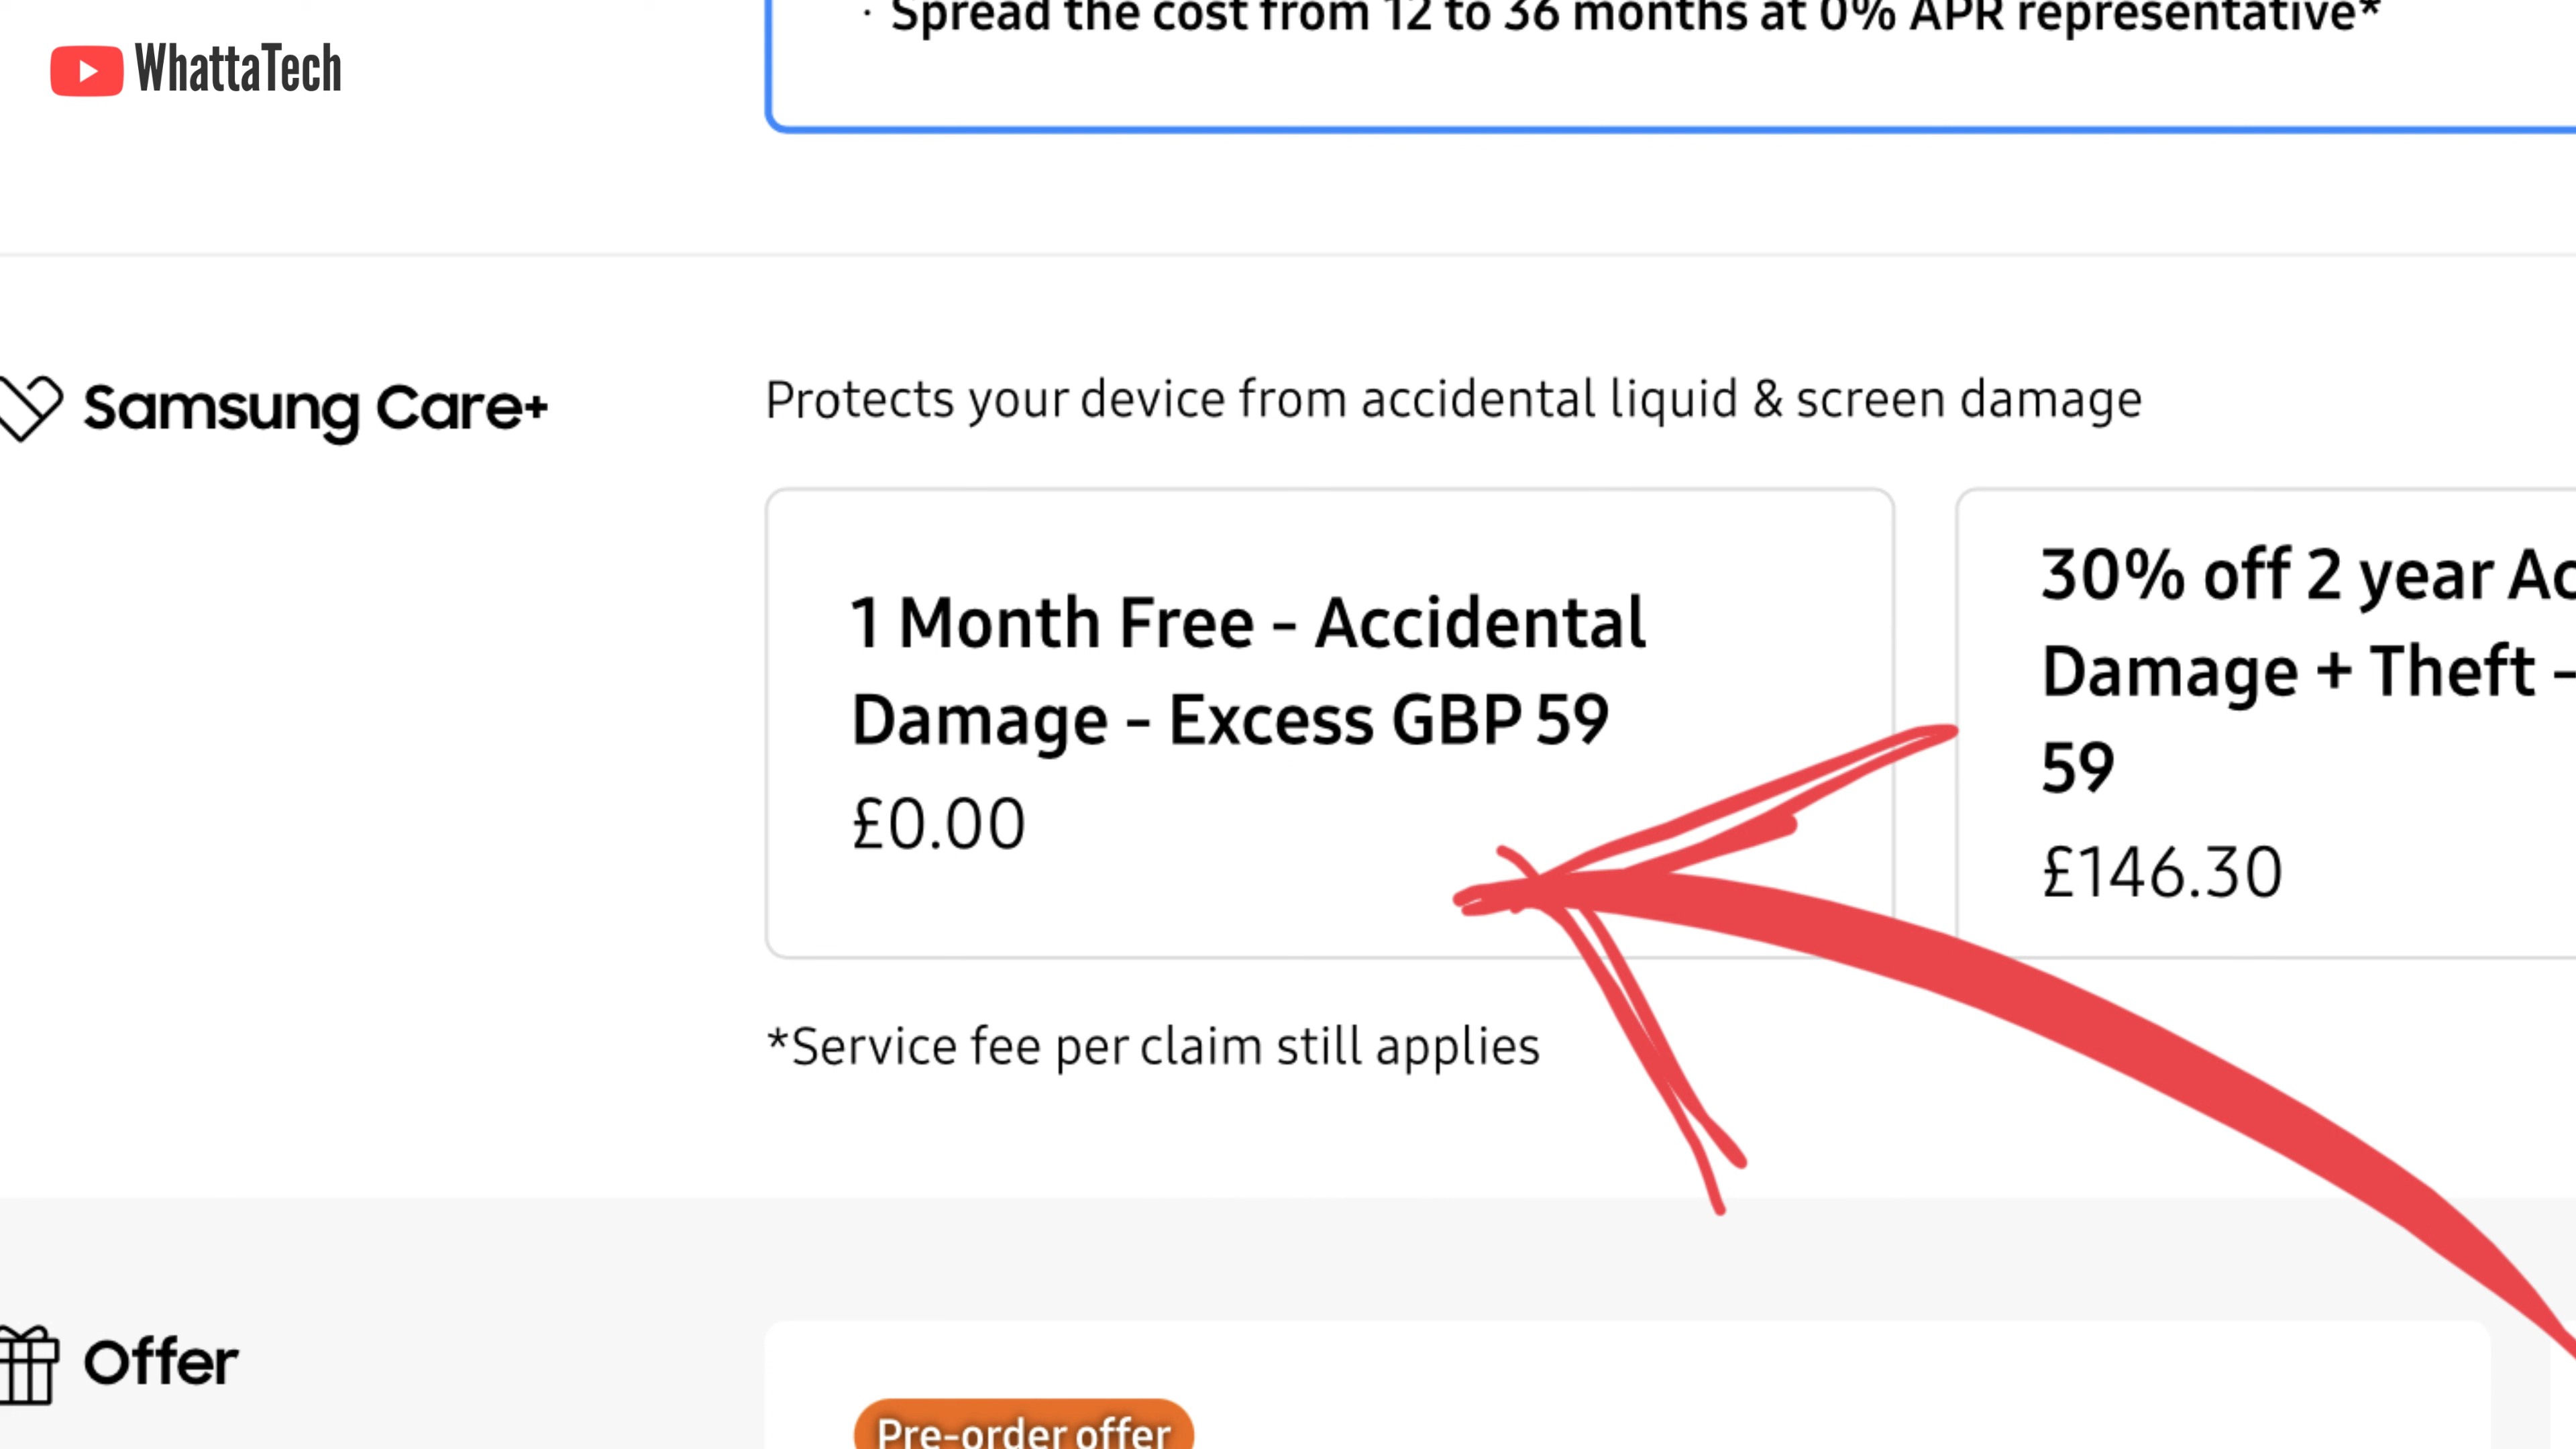 · Spread the cost from 12 to 36 months at 0% APR representative*
WhattaTech
Samsung Care+
Protects your device from accidental liquid & screen damage
1 Month Free - Accidental
Damage - Excess GBP 59
£0.00
30% off 2 year Ac
Damage + Theft -
59
£146.30
*Service fee per claim still applies
Offer
Pre-order offer